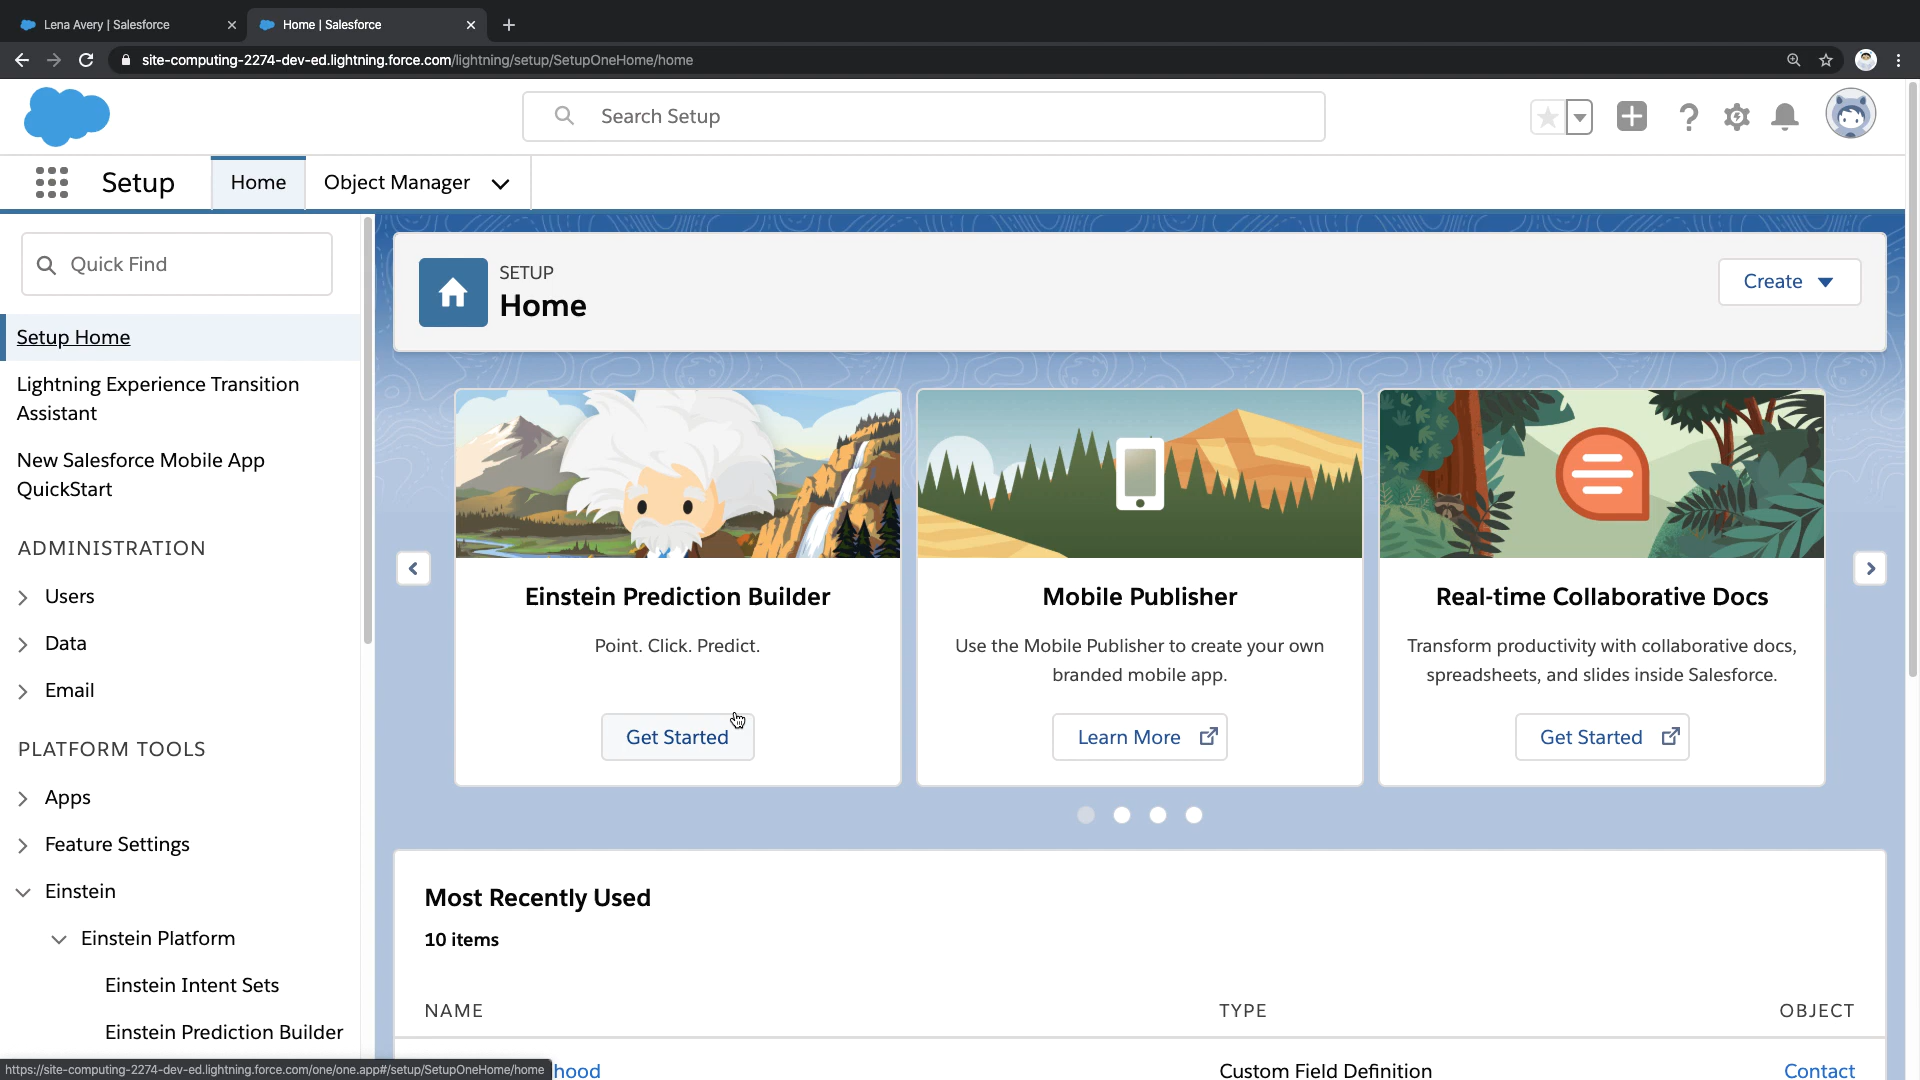 Lena Avery | Salesforce
Home | Salesforce
site-computing-2274-dev-ed.lightning.force.com/lightning/setup/SetupOneHome/home
Search Setup
Setup
Home
Object Manager
Quick Find
Setup Home
Lightning Experience Transition
Assistant
New Salesforce Mobile App
QuickStart
ADMINISTRATION
Users
Data
Email
PLATFORM TOOLS
Apps
Feature Settings
Einstein
Einstein Platform
Einstein Intent Sets
Einstein Prediction Builder
SETUP
Home
Create
Einstein Prediction Builder
Point. Click. Predict.
Get Started
Mobile Publisher
Use the Mobile Publisher to create your own
branded mobile app.
Learn More
Real-time Collaborative Docs
Transform productivity with collaborative docs,
spreadsheets, and slides inside Salesforce.
Get Started
Most Recently Used
10 items
NAME TYPE OBJECT
hood Custom Field Definition Contact
https://site-computing-2274-dev-ed.lightning.force.com/one/one.app#/setup/SetupOneHome/home